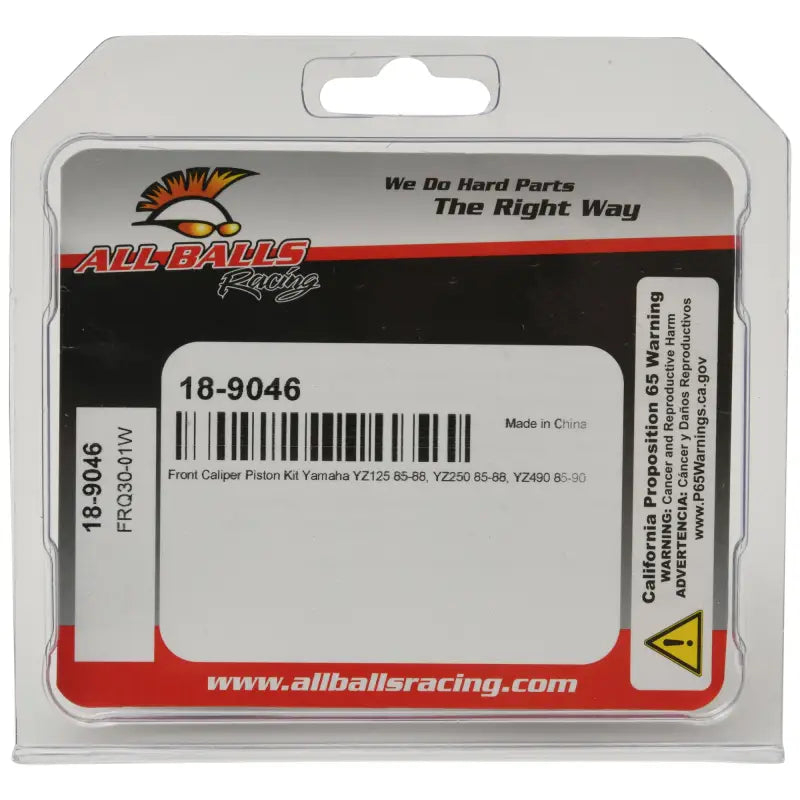 We Do Hard Parts
The Right Way
ALL BALLS
Racing
18-9046
Made in China
Front Caliper Piston Kit Yamaha YZ125 85-88, YZ250 85-88, YZ490 85-90
18-9046
FRQ30-01W
California Proposition 65 Warning
WARNING: Cancer and Reproductive Harm
ADVERTENCIA: Cáncer y Daños Reproductivos
www.P65Warnings.ca.gov
www.allballsracing.com